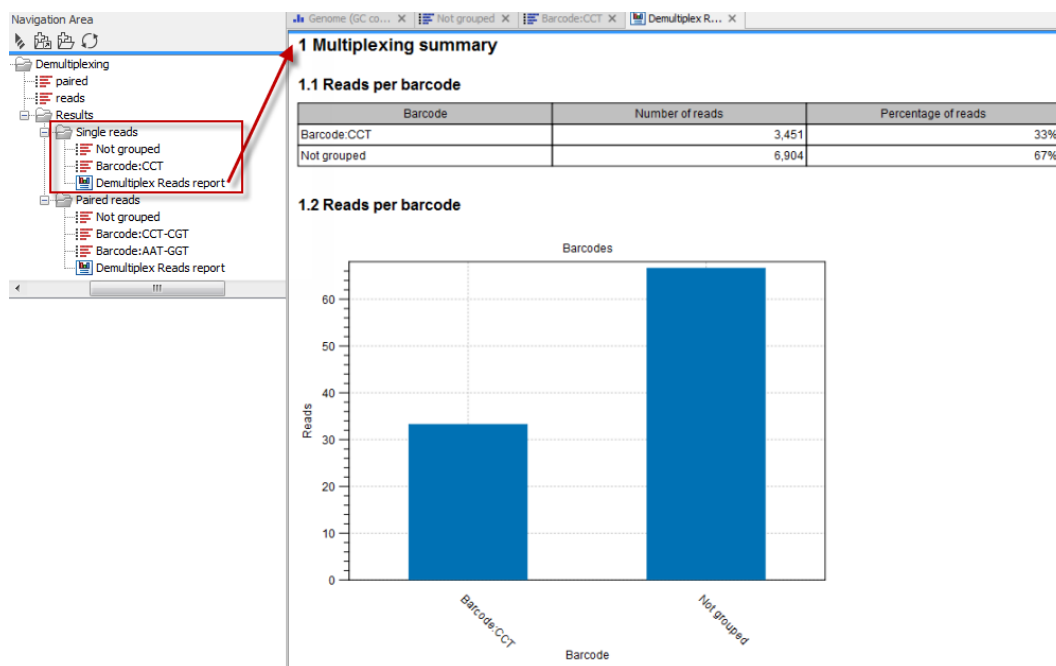 Navigation Area
Demultiplexing
paired
reads
Results
Single reads
Not grouped
Barcode:CCT
Demultiplex Reads report
Paired reads
Not grouped
Barcode:CCT-CGT
Barcode:AAT-GGT
Demultiplex Reads report
Genome (GC co... Not grouped Barcode:CCT Demultiplex R...
1 Multiplexing summary
1.1 Reads per barcode
Barcode Number of reads Percentage of reads
Barcode:CCT 3,451 33%
Not grouped 6,904 67%
1.2 Reads per barcode
Barcodes
60
50
40
30
20
10
0
Reads
Barcode:CCT Not grouped
Barcode